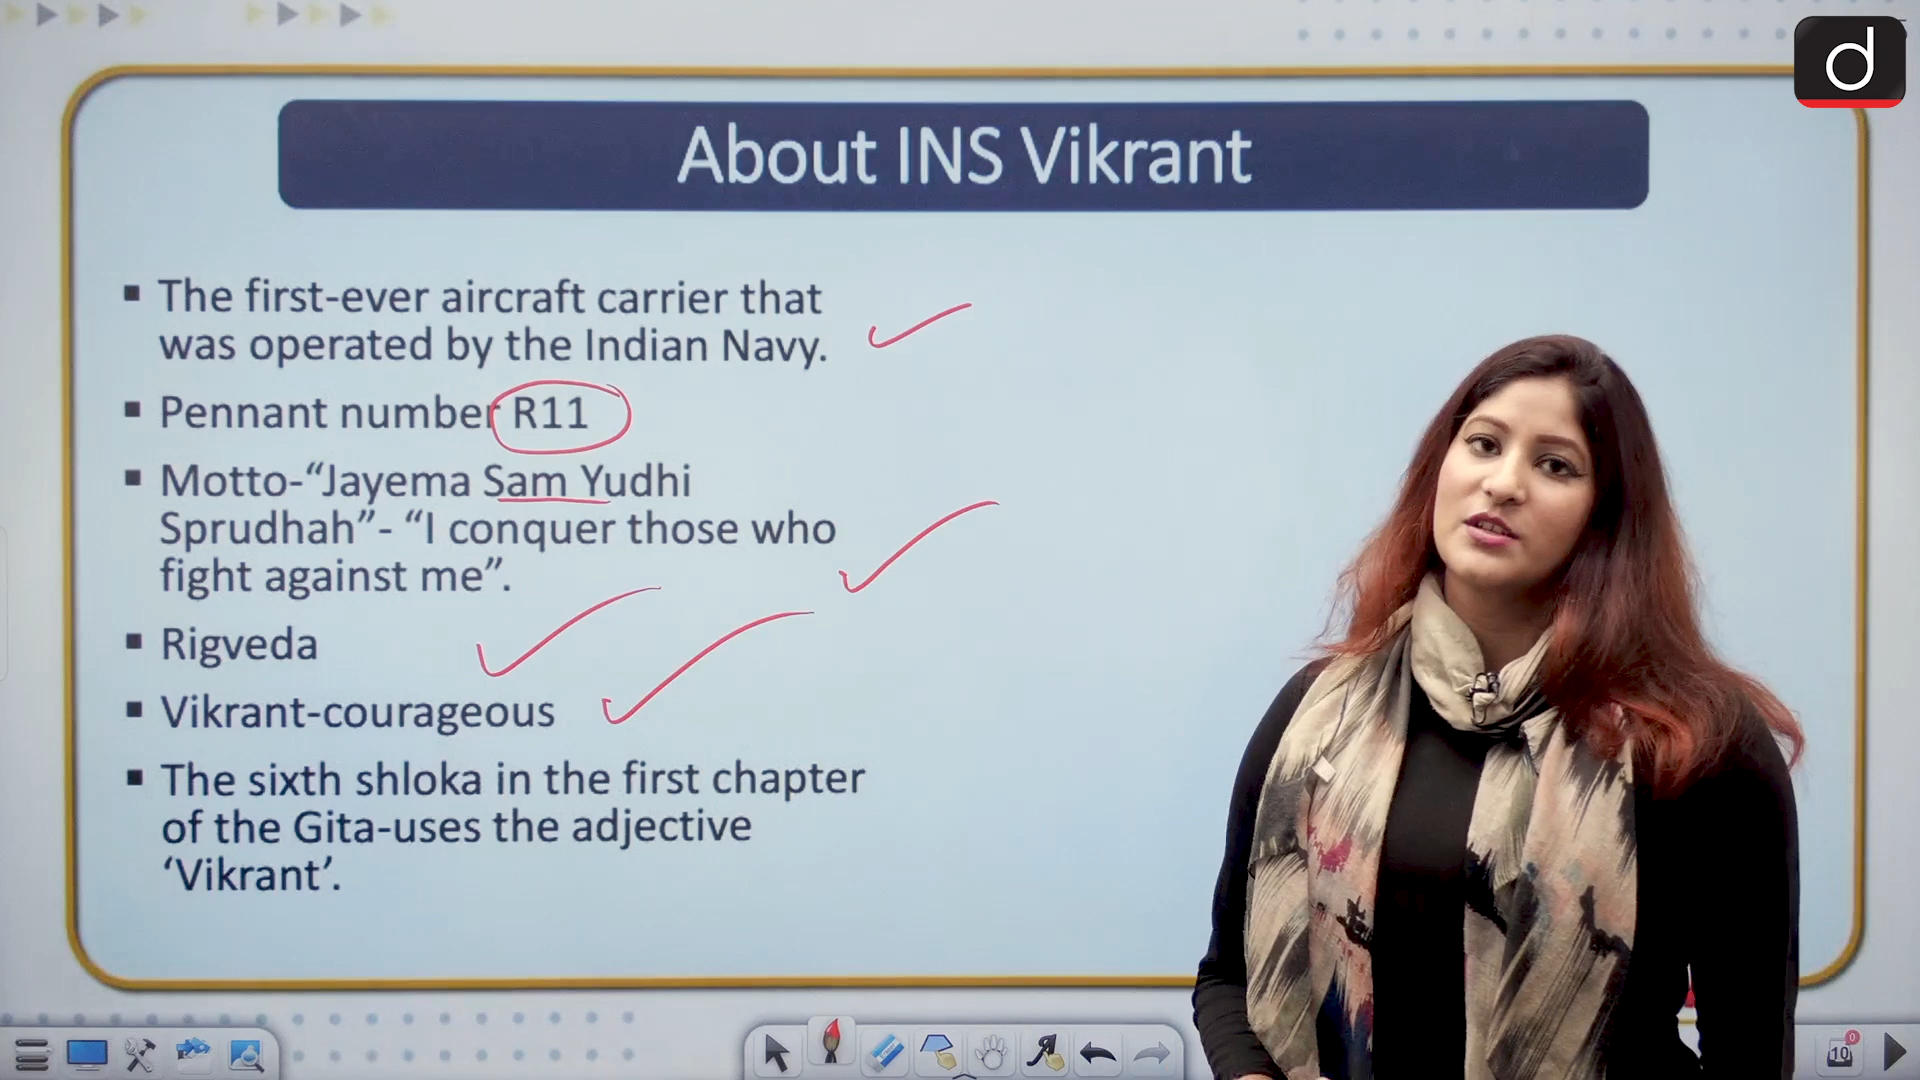 d
About INS Vikrant
▪ The first-ever aircraft carrier that
was operated by the Indian Navy.
▪ Pennant number R11
▪ Motto-“Jayema Sam Yudhi
Sprudhah”- “I conquer those who
fight against me”.
▪ Rigveda
▪ Vikrant-courageous
▪ The sixth shloka in the first chapter
of the Gita-uses the adjective
‘Vikrant’.
10
0